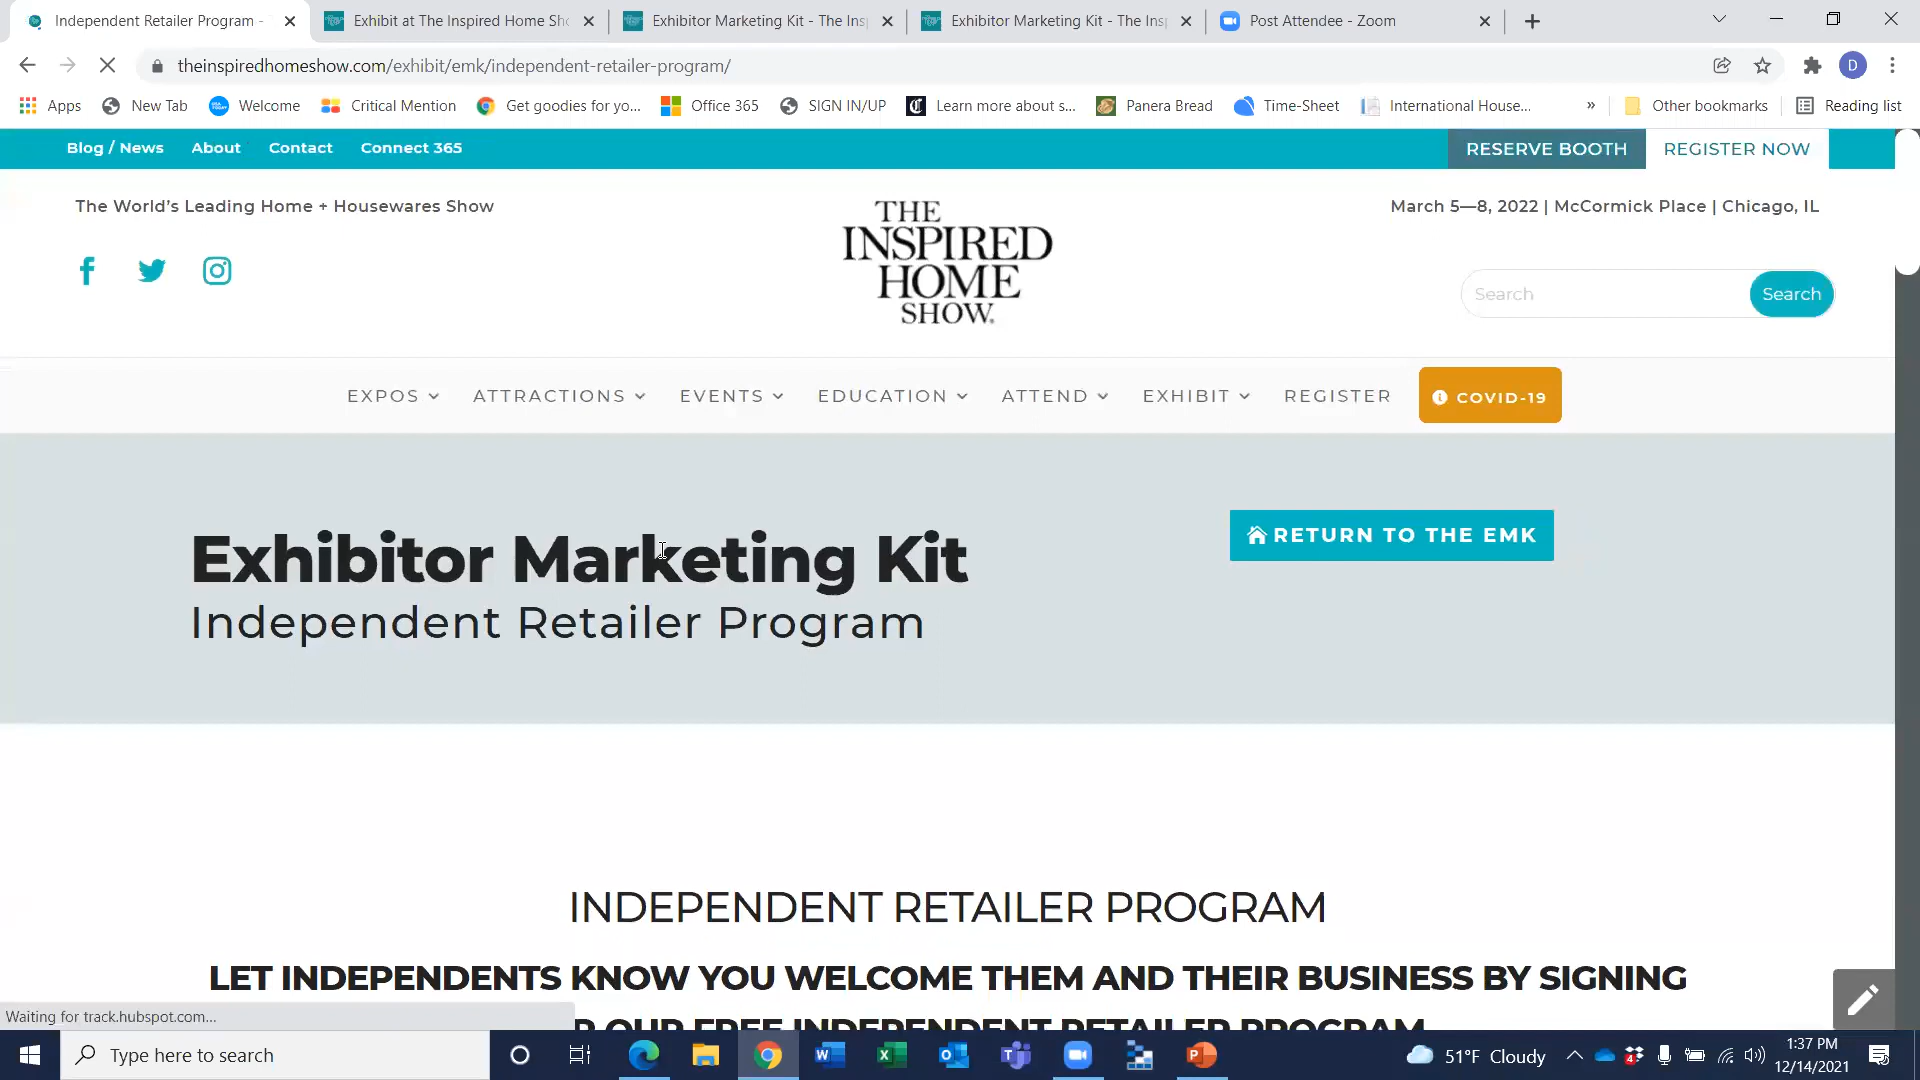 Independent Retailer Program -
Exhibit at The Inspired Home Sho
Exhibitor Marketing Kit - The Ins
Exhibitor Marketing Kit - The Ins
Post Attendee - Zoom
theinspiredhomeshow.com/exhibit/emk/independent-retailer-program/
D
Apps
New Tab
Welcome
Critical Mention
Get goodies for yo...
Office 365
SIGN IN/UP
Learn more about s...
Panera Bread
Time-Sheet
International House...
»
Other bookmarks
Reading list
Blog / News
About
Contact
Connect 365
RESERVE BOOTH
REGISTER NOW
The World's Leading Home + Housewares Show
THE
INSPIRED
HOME
SHOW.
March 5—8, 2022 | McCormick Place | Chicago, IL
Search
Search
EXPOS
ATTRACTIONS
EVENTS
EDUCATION
ATTEND
EXHIBIT
REGISTER
COVID-19
Exhibitor Marketing Kit
Independent Retailer Program
RETURN TO THE EMK
INDEPENDENT RETAILER PROGRAM
LET INDEPENDENTS KNOW YOU WELCOME THEM AND THEIR BUSINESS BY SIGNING
OUR FREE INDEPENDENT RETAILER PROGRAM
Waiting for track.hubspot.com...
Type here to search
51°F Cloudy
4
1:37 PM
12/14/2021